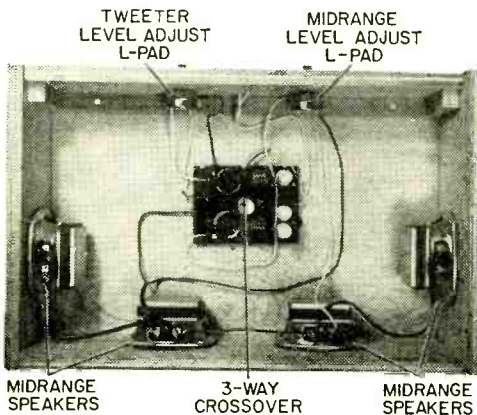 TWEETER
LEVEL ADJUST
L-PAD
MIDRANGE
LEVEL ADJUST
L-PAD
MIDRANGE
SPEAKERS
3-WAY
CROSSOVER
MIDRANGE
SPEAKERS